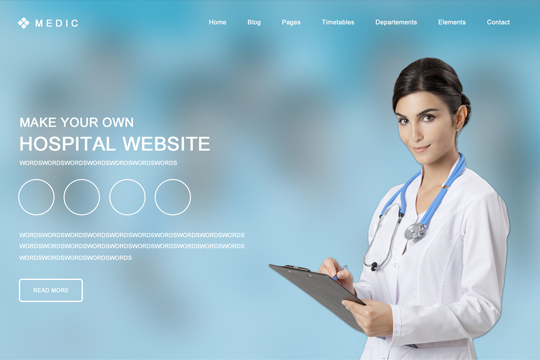 MEDIC
Home Blog Pages Timetables Departements Elements Contact
MAKE YOUR OWN
HOSPITAL WEBSITE
WORDSWORDSWORDSWORDSWORDSWORDSWORDS
WORDSWORDSWORDSWORDSWORDSWORDSWORDSWORDSWORDSWORDS
WORDSWORDSWORDSWORDSWORDSWORDSWORDSWORDSWORDSWORDS
WORDSWORDSWORDSWORDSWORDS
READ MORE